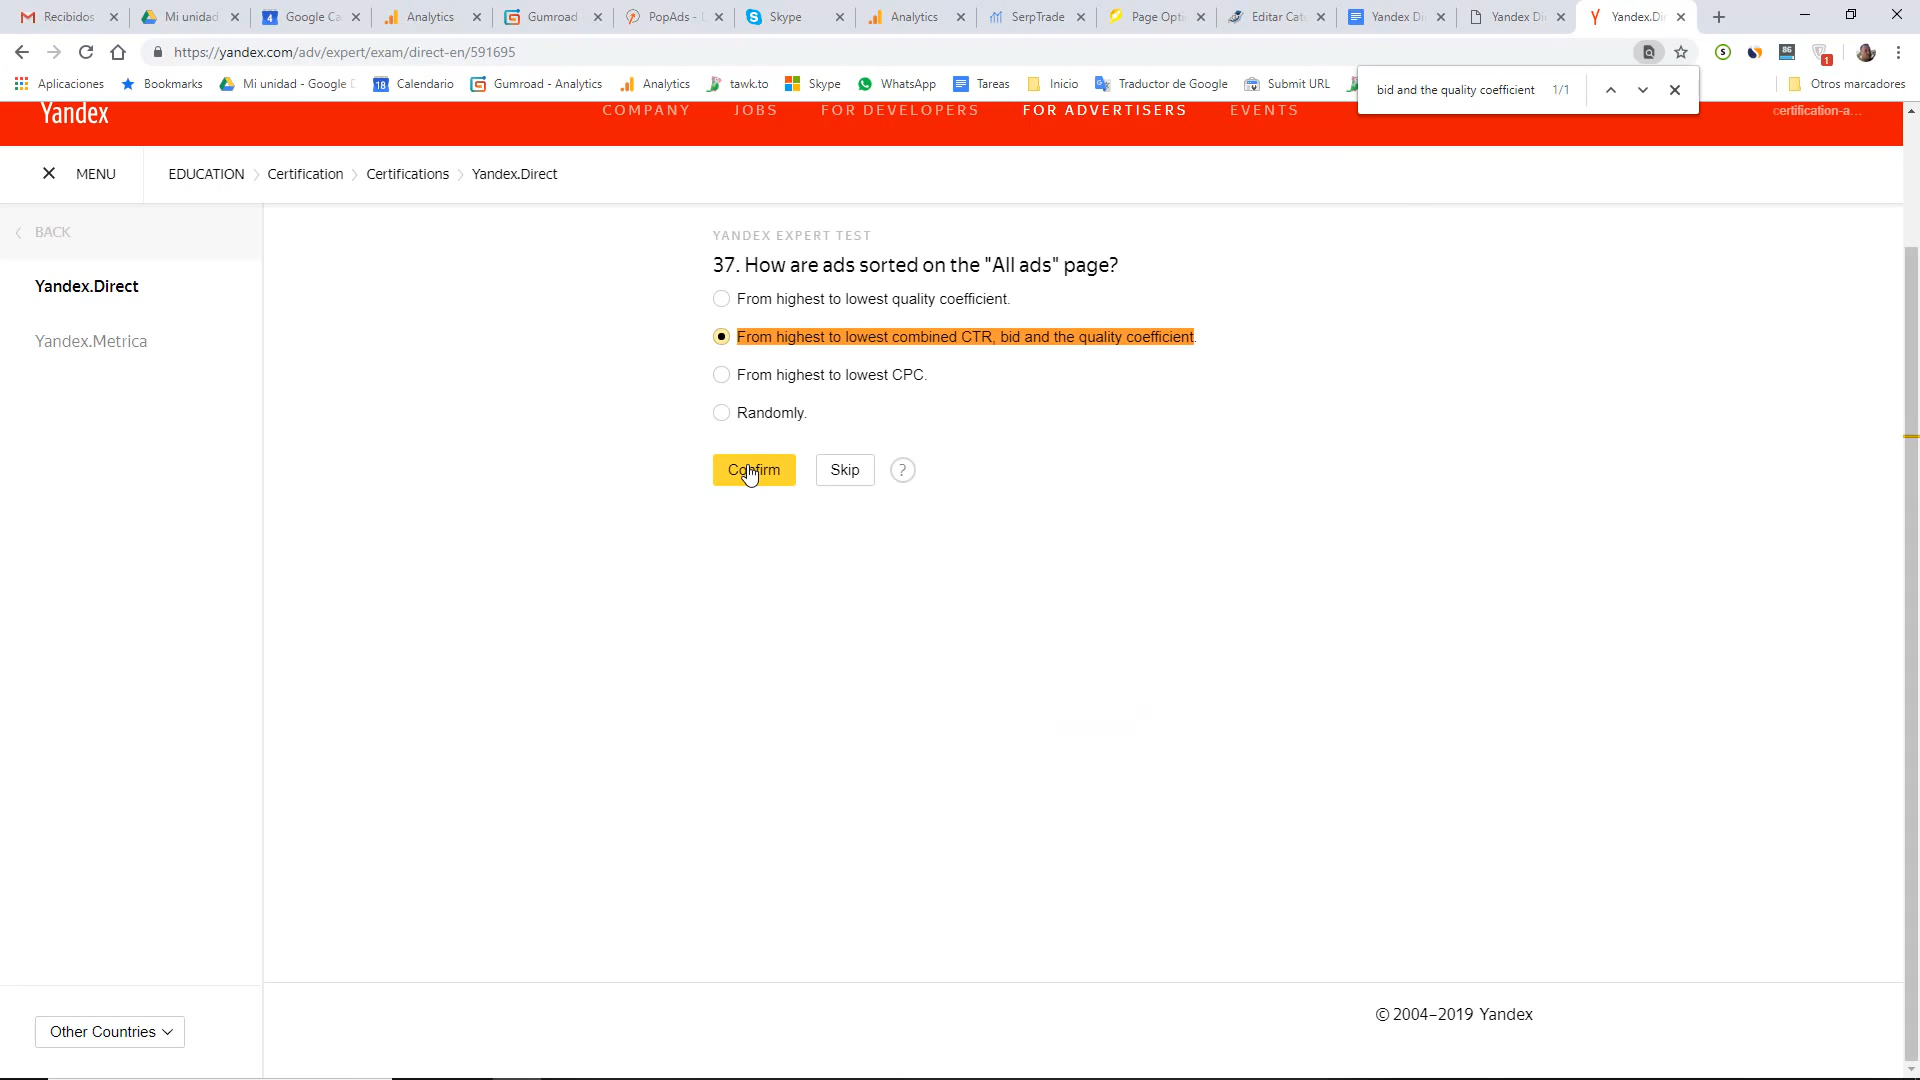 Recibidos
Mi unidad
Google Ca
Analytics
Gumroad
PopAds -
Skype
Analytics
SerpTrade
Page Opti
Editar Cat
Yandex Di
Yandex Di
Yandex.Di
https://yandex.com/adv/expert/exam/direct-en/591695
86
1
Aplicaciones
Bookmarks
Mi unidad - Google
Calendario
Gumroad - Analytics
Analytics
tawk.to
Skype
WhatsApp
Tareas
Inicio
Traductor de Google
Submit URL
Otros marcadores
bid and the quality coefficient 1/1
Yandex
COMPANY
JOBS
FOR DEVELOPERS
FOR ADVERTISERS
EVENTS
certification-a...
MENU
EDUCATION
Certification
Certifications
Yandex.Direct
BACK
Yandex.Direct
Yandex.Metrica
YANDEX EXPERT TEST
37. How are ads sorted on the "All ads" page?
From highest to lowest quality coefficient.
From highest to lowest combined CTR, bid and the quality coefficient.
From highest to lowest CPC.
Randomly.
Confirm
Skip
?
Other Countries
© 2004–2019 Yandex